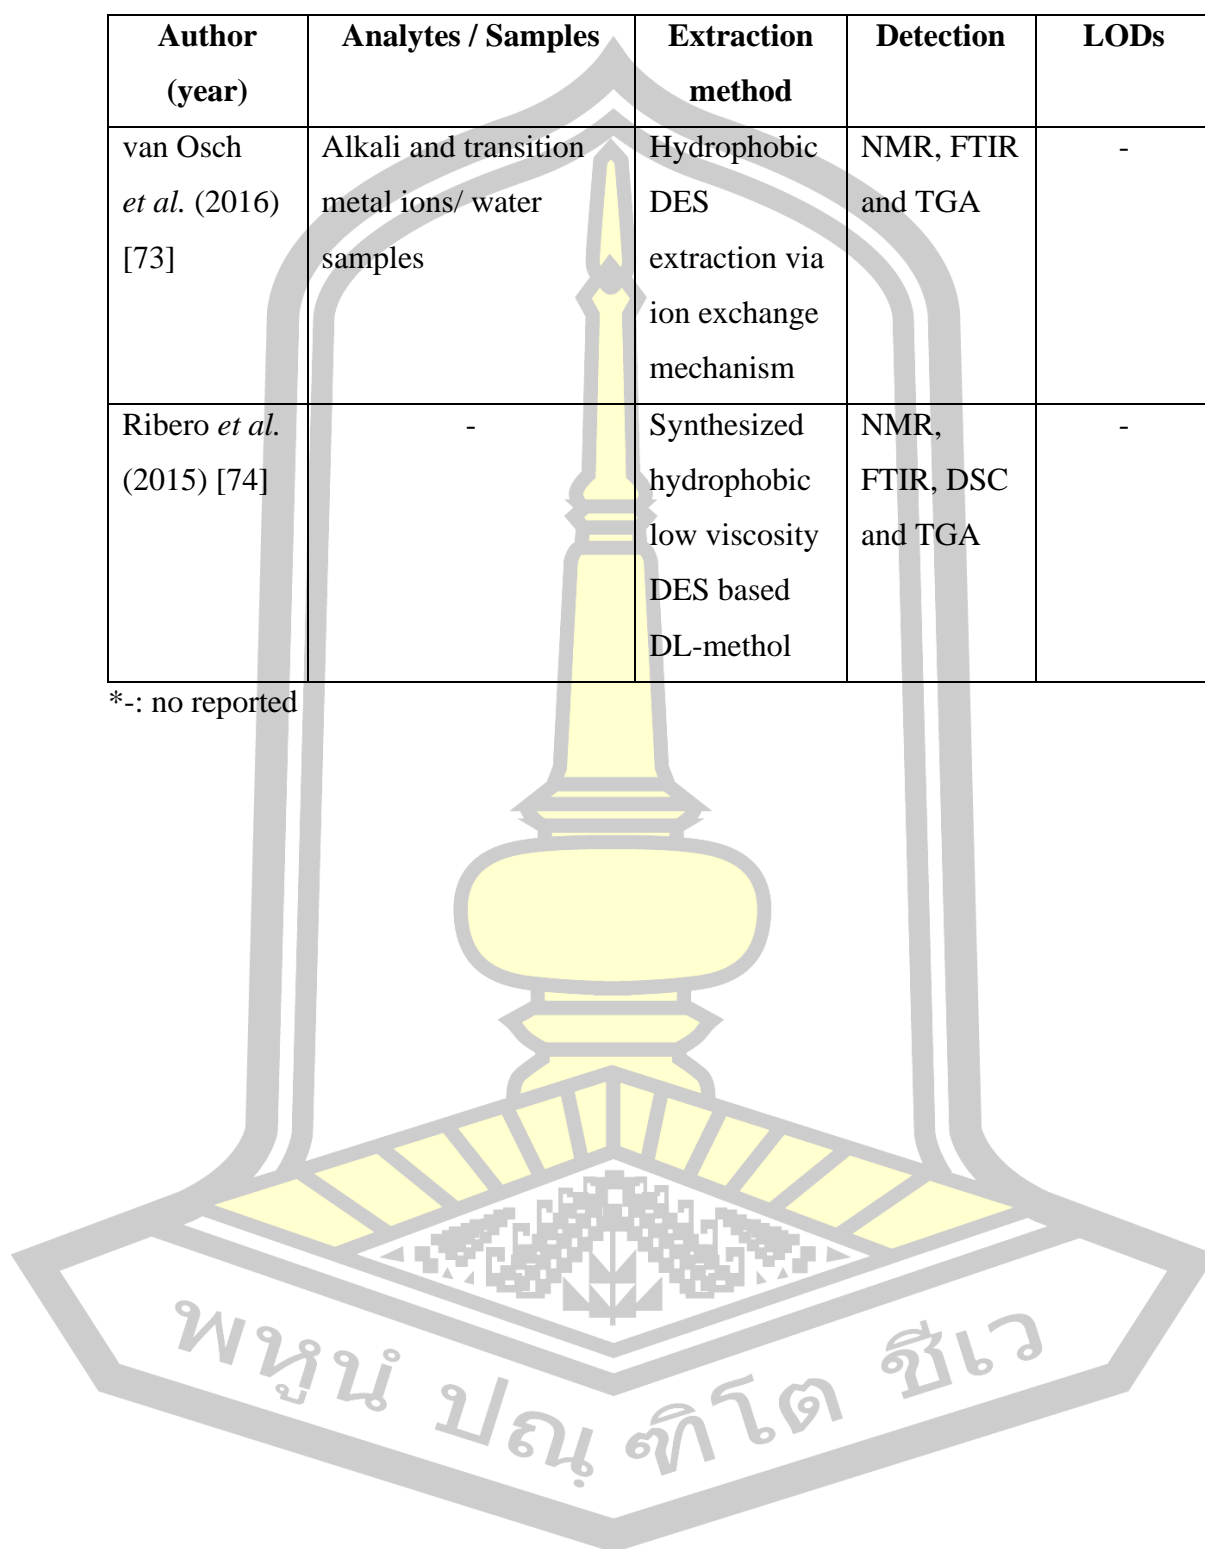 Author Analytes / Samples Extraction Detection LODs
(year) method
van Osch Alkali and transition Hydrophobic NMR, FTIR -
et al. (2016) metal ions/ water DES and TGA
[73] samples extraction via
ion exchange
mechanism
Ribero et al. - Synthesized NMR, -
(2015) [74] hydrophobic FTIR, DSC
low viscosity and TGA
DES based
DL-methol
*-: no reported
พหูนํ ปณฺ ฑิโต ชีเว